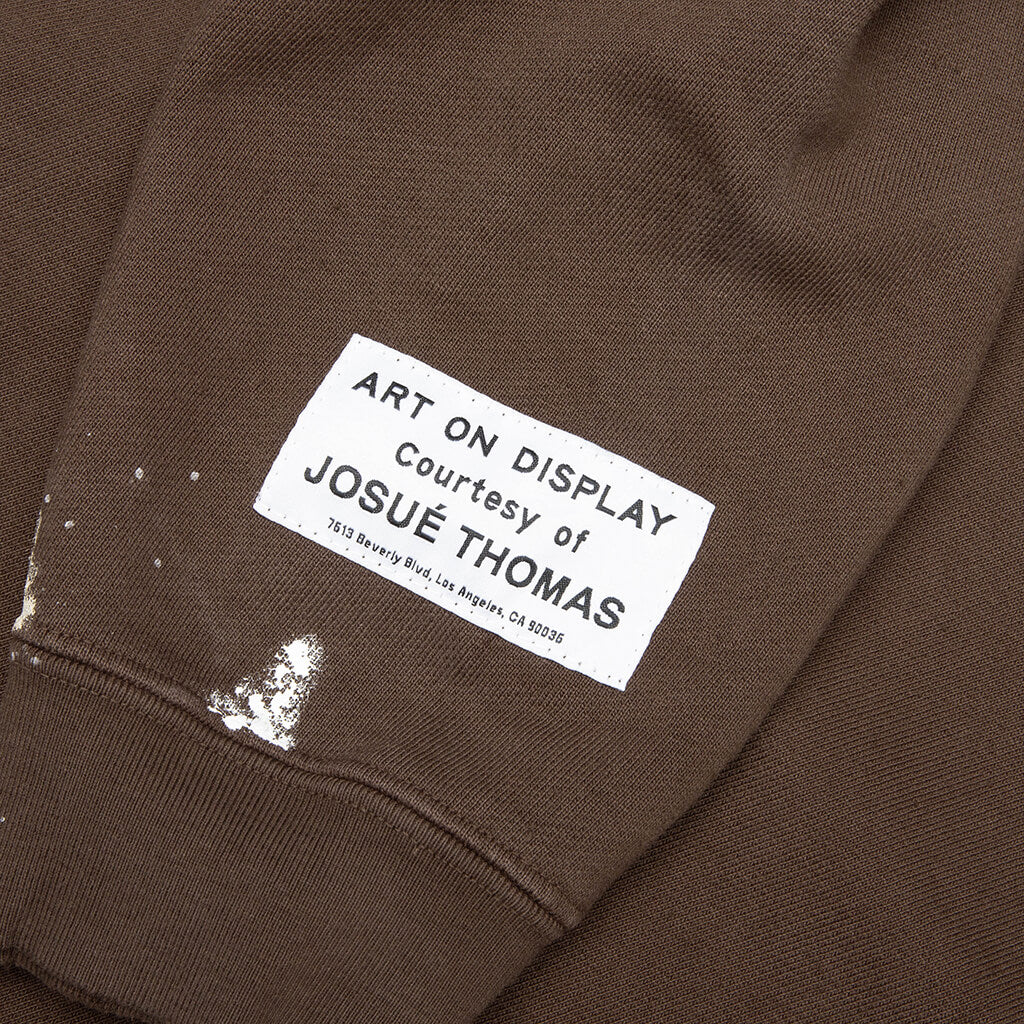 ART ON DISPLAY
Courtesy of
JOSUÉ THOMAS
7613 Beverly Blvd, Los Angeles, CA 90036